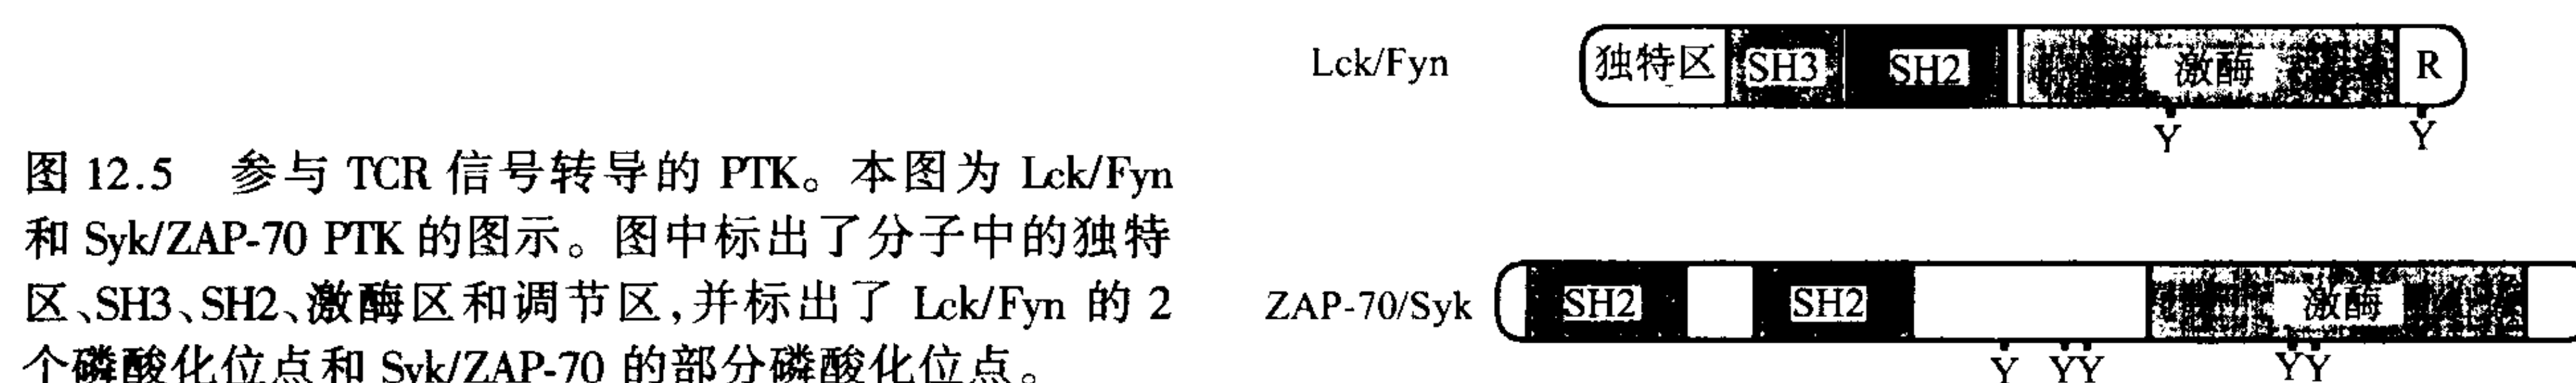 Lck/Fyn 独特区 SH3 SH2 激酶 R
Y Y
图 12.5 参与 TCR 信号转导的 PTK。本图为 Lck/Fyn
和 Syk/ZAP-70 PTK 的图示。图中标出了分子中的独特
区、SH3、SH2、激酶区和调节区，并标出了 Lck/Fyn 的 2
个磷酸化位点和 Syk/ZAP-70 的部分磷酸化位点。
ZAP-70/Syk SH2 SH2 激酶
Y YY YY